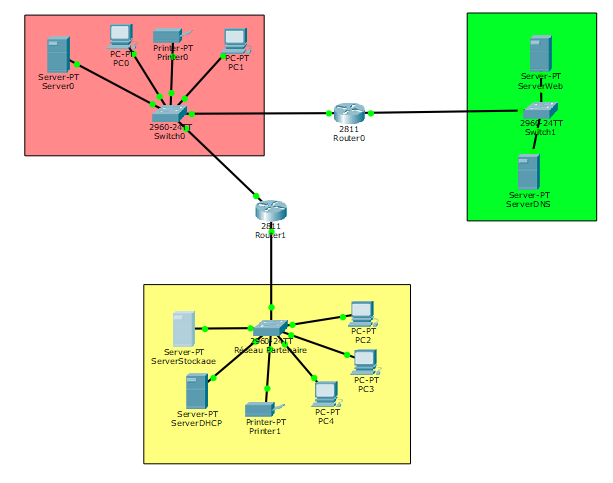 Server-PT
Server0
PC-PT
PC0
Printer-PT
Printer0
PC-PT
PC1
2960-24TT
Switch0
2811
Router0
Server-PT
ServerWeb
2960-24TT
Switch1
Server-PT
ServerDNS
2811
Router1
2960-24TT
Réseau Partenaire
Server-PT
ServerStockage
Server-PT
ServerDHCP
Printer-PT
Printer1
PC-PT
PC4
PC-PT
PC3
PC-PT
PC2